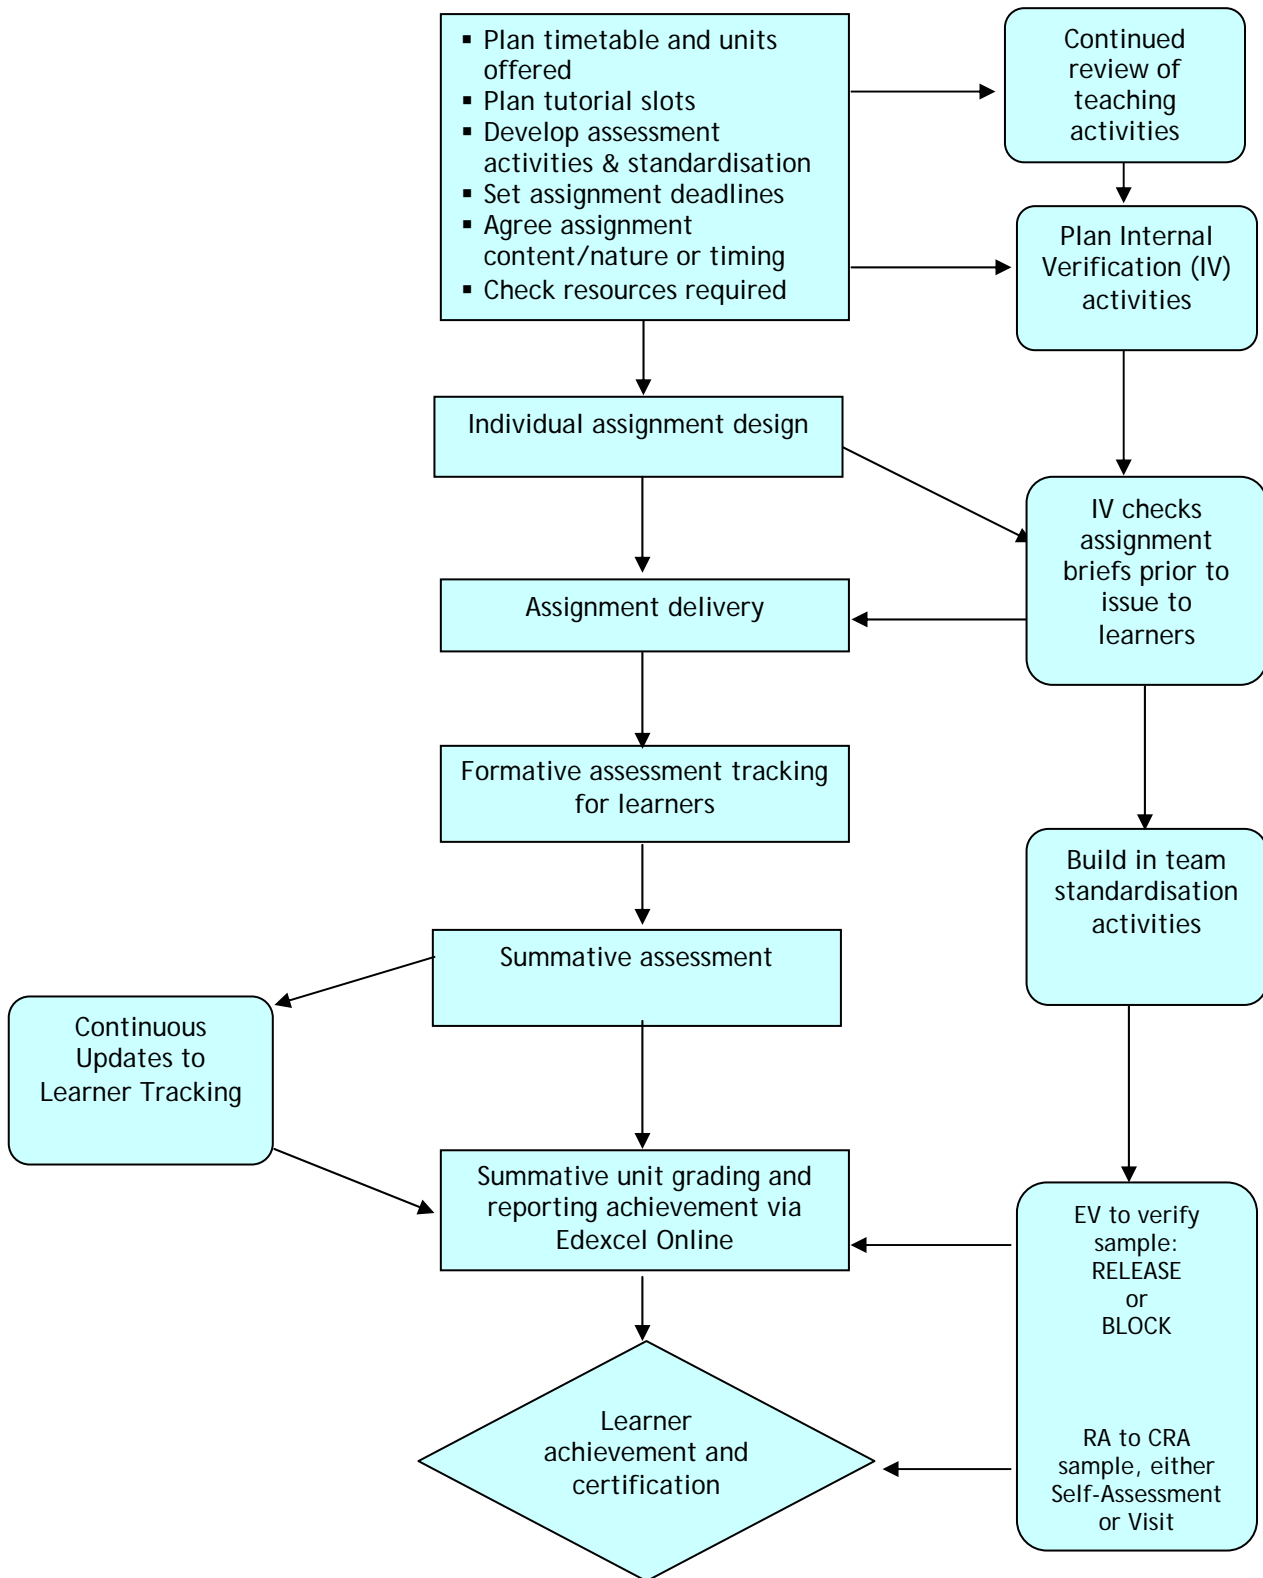 ▪ Plan timetable and units
offered
▪ Plan tutorial slots
▪ Develop assessment
activities & standardisation
▪ Set assignment deadlines
▪ Agree assignment
content/nature or timing
▪ Check resources required
Continued
review of
teaching
activities
Plan Internal
Verification (IV)
activities
Individual assignment design
IV checks
assignment
briefs prior to
issue to
learners
Assignment delivery
Formative assessment tracking
for learners
Build in team
standardisation
activities
Summative assessment
Continuous
Updates to
Learner Tracking
Summative unit grading and
reporting achievement via
Edexcel Online
EV to verify
sample:
RELEASE
or
BLOCK
RA to CRA
sample, either
Self-Assessment
or Visit
Learner
achievement and
certification